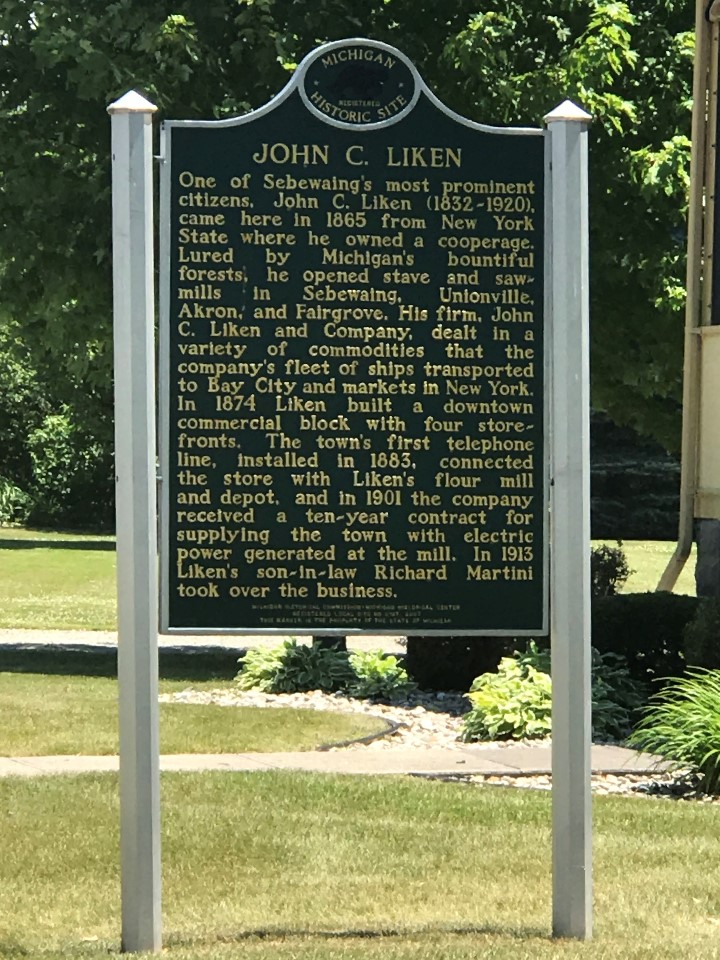 MICHIGAN
REGISTERED
HISTORIC SITE
JOHN C. LIKEN
One of Sebewaing's most prominent
citizens, John C. Liken (1832-1920),
came here in 1865 from New York
State where he owned a cooperage.
Lured by Michigan's bountiful
forests, he opened stave and saw-
mills in Sebewaing, Unionville,
Akron, and Fairgrove. His firm, John
C. Liken and Company, dealt in a
variety of commodities that the
company's fleet of ships transported
to Bay City and markets in New York.
In 1874 Liken built a downtown
commercial block with four store-
fronts. The town's first telephone
line, installed in 1883, connected
the store with Liken's flour mill
and depot, and in 1901 the company
received a ten-year contract for
supplying the town with electric
power generated at the mill. In 1913
Liken's son-in-law Richard Martini
took over the business.
MICHIGAN HISTORICAL COMMISSION-MICHIGAN HISTORICAL CENTER
REGISTERED LOCAL SITE NO.
THIS MARKER IS THE PROPERTY OF THE STATE OF MICHIGAN